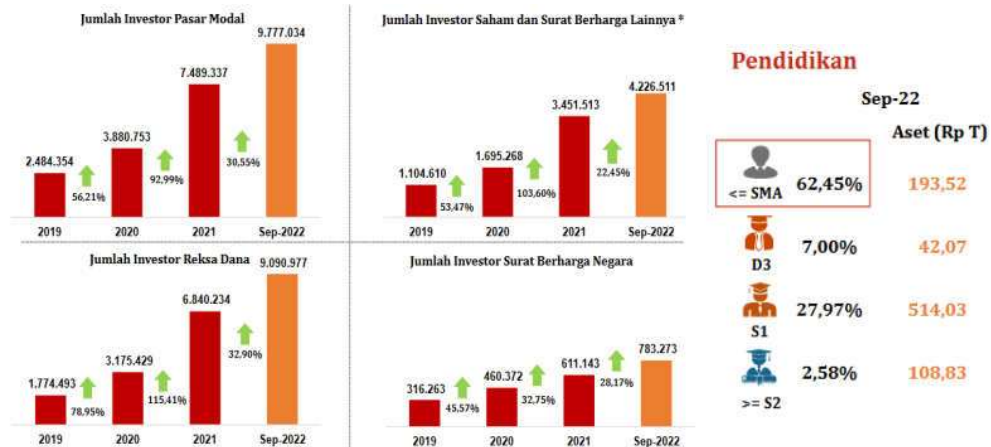 Jumlah Investor Pasar Modal
9.777.034
7.489.337
3.880.753
2.484.354
56,21%
92,99%
30,55%
2019
2020
2021
Sep-2022
Jumlah Investor Saham dan Surat Berharga Lainnya *
4.226.511
3.451.513
1.695.268
1.104.610
53,47%
103,60%
22,45%
2019
2020
2021
Sep-2022
Jumlah Investor Reksa Dana
9.090.977
6.840.234
3.175.429
1.774.493
78,95%
115,41%
32,90%
2019
2020
2021
Sep-2022
Jumlah Investor Surat Berharga Negara
783.273
611.143
460.372
316.263
45,57%
32,75%
28,17%
2019
2020
2021
Sep-2022
Pendidikan
Sep-22
Aset (Rp T)
<= SMA 62,45% 193,52
D3 7,00% 42,07
S1 27,97% 514,03
>= S2 2,58% 108,83